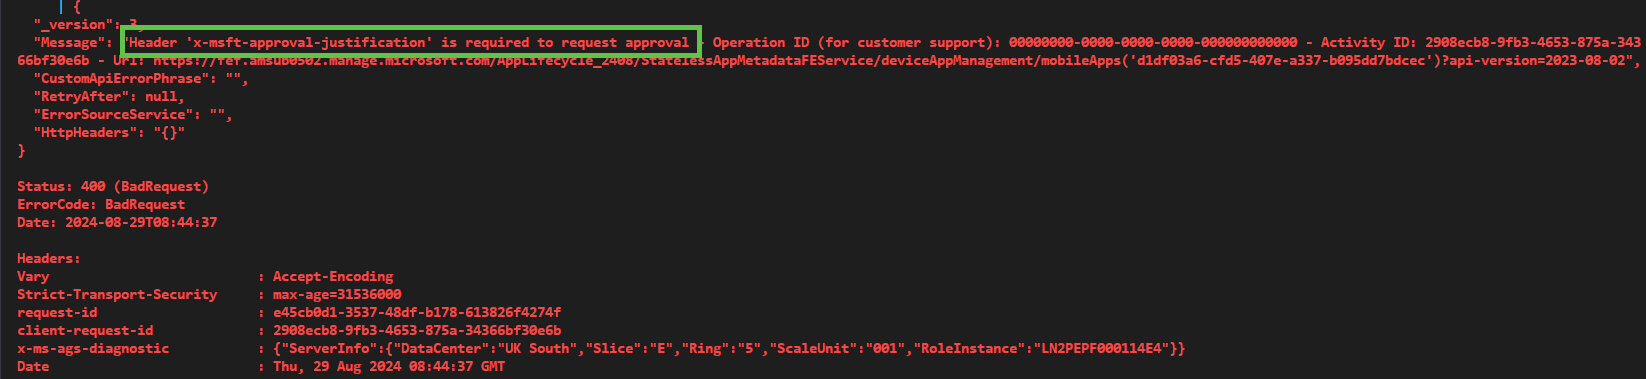 {
"_version": 3,
"Message": "Header 'x-msft-approval-justification' is required to request approval - Operation ID (for customer support): 00000000-0000-0000-0000-000000000000 - Activity ID: 2908ecb8-9fb3-4653-875a-343
66bf30e6b - Url: https://fef.amsub0502.manage.microsoft.com/AppLifecycle_2408/StatelessAppMetadataFEService/deviceAppManagement/mobileApps('d1df03a6-cfd5-407e-a337-b095dd7bdcec')?api-version=2023-08-02",
"CustomApiErrorPhrase": "",
"RetryAfter": null,
"ErrorSourceService": "",
"HttpHeaders": "{}"
}
Status: 400 (BadRequest)
ErrorCode: BadRequest
Date: 2024-08-29T08:44:37
Headers:
Vary : Accept-Encoding
Strict-Transport-Security : max-age=31536000
request-id : e45cb0d1-3537-48df-b178-613826f4274f
client-request-id : 2908ecb8-9fb3-4653-875a-34366bf30e6b
x-ms-ags-diagnostic : {"ServerInfo":{"DataCenter":"UK South","Slice":"E","Ring":"5","ScaleUnit":"001","RoleInstance":"LN2PEPF000114E4"}}
Date : Thu, 29 Aug 2024 08:44:37 GMT